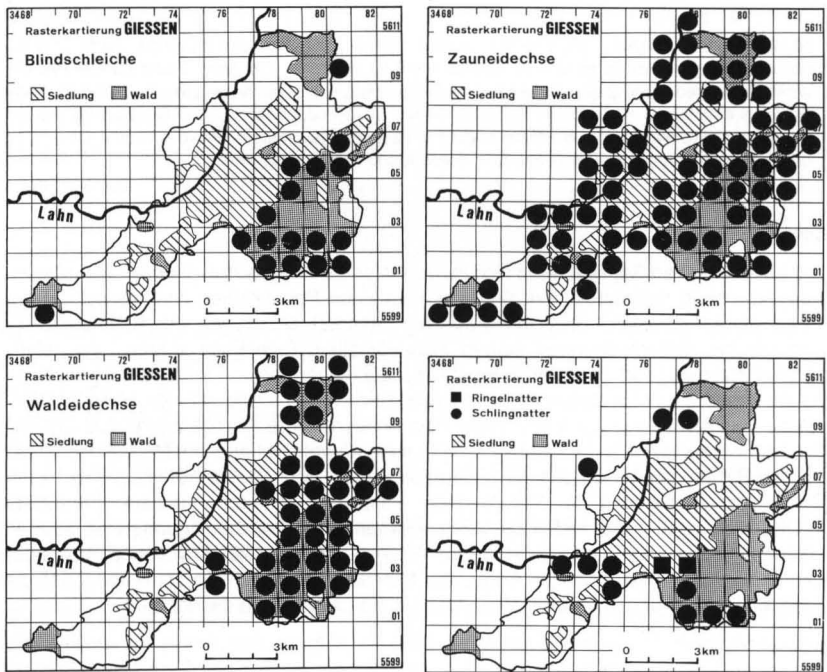 3468 70 72 74 76 78 80 82
Rasterkartierung GIESSEN
5611
Blindschleiche
09
Siedlung Wald
07
05
Lahn
03
01
0 3km
5599
3468 70 72 74 76 78 80 82
Rasterkartierung GIESSEN
5611
Zauneidechse
09
Siedlung Wald
07
05
Lahn
03
01
0 3km
5599
3468 70 72 74 76 78 80 82
Rasterkartierung GIESSEN
5611
Waldeidechse
09
Siedlung Wald
07
05
Lahn
03
01
0 3km
5599
3468 70 72 74 76 78 80 82
Rasterkartierung GIESSEN
5611
Ringelnatter
Schlingnatter
09
Siedlung Wald
07
05
Lahn
03
01
0 3km
5599